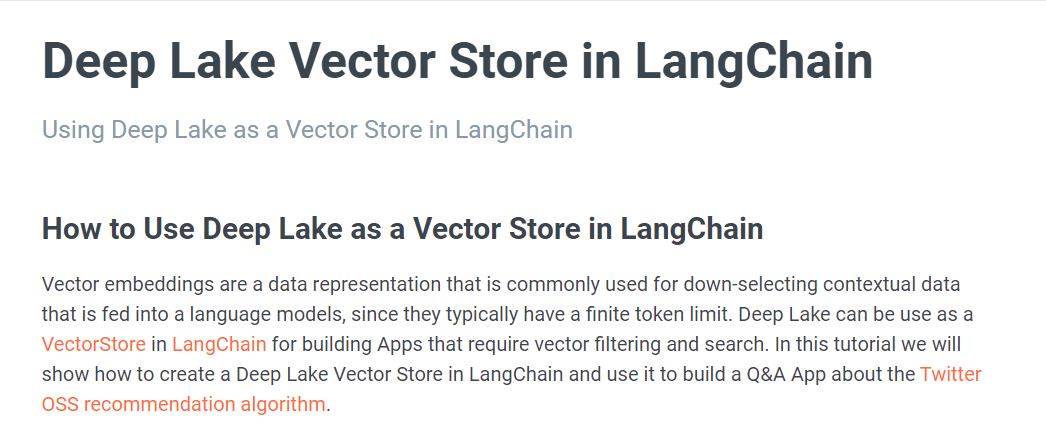 Deep Lake Vector Store in LangChain
Using Deep Lake as a Vector Store in LangChain
How to Use Deep Lake as a Vector Store in LangChain
Vector embeddings are a data representation that is commonly used for down-selecting contextual data
that is fed into a language models, since they typically have a finite token limit. Deep Lake can be use as a
VectorStore in LangChain for building Apps that require vector filtering and search. In this tutorial we will
show how to create a Deep Lake Vector Store in LangChain and use it to build a Q&A App about the Twitter
OSS recommendation algorithm.